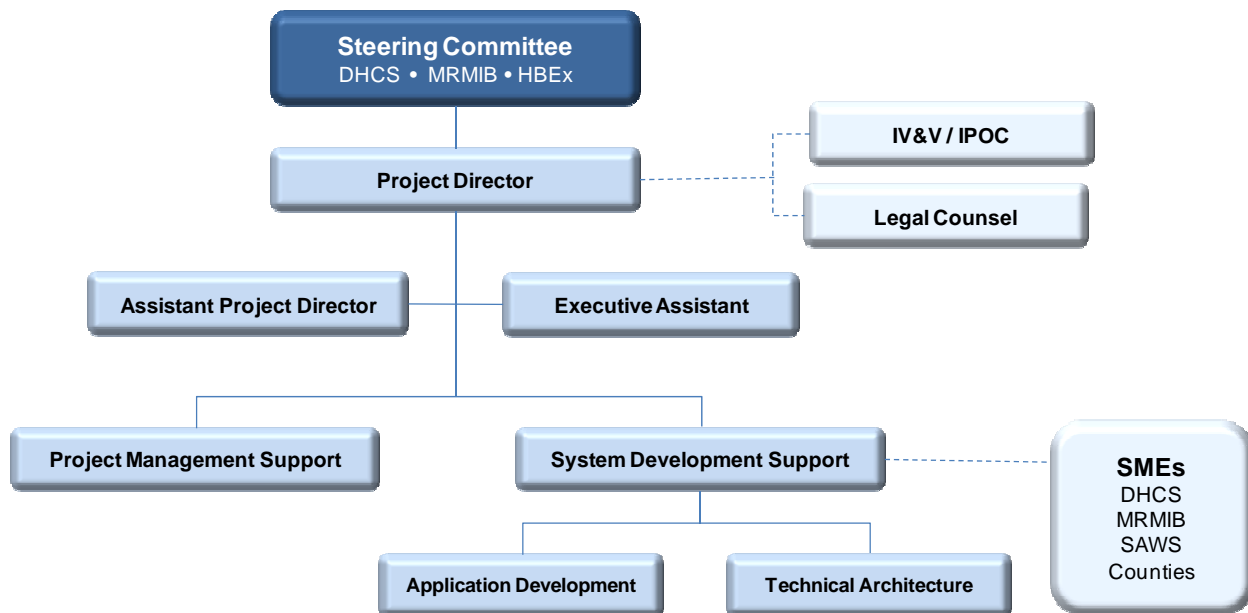 Steering Committee
DHCS • MRMIB • HBEx
IV&V / IPOC
Project Director
Legal Counsel
Assistant Project Director
Executive Assistant
Project Management Support
System Development Support
SMEs
DHCS
MRMIB
SAWS
Counties
Application Development
Technical Architecture